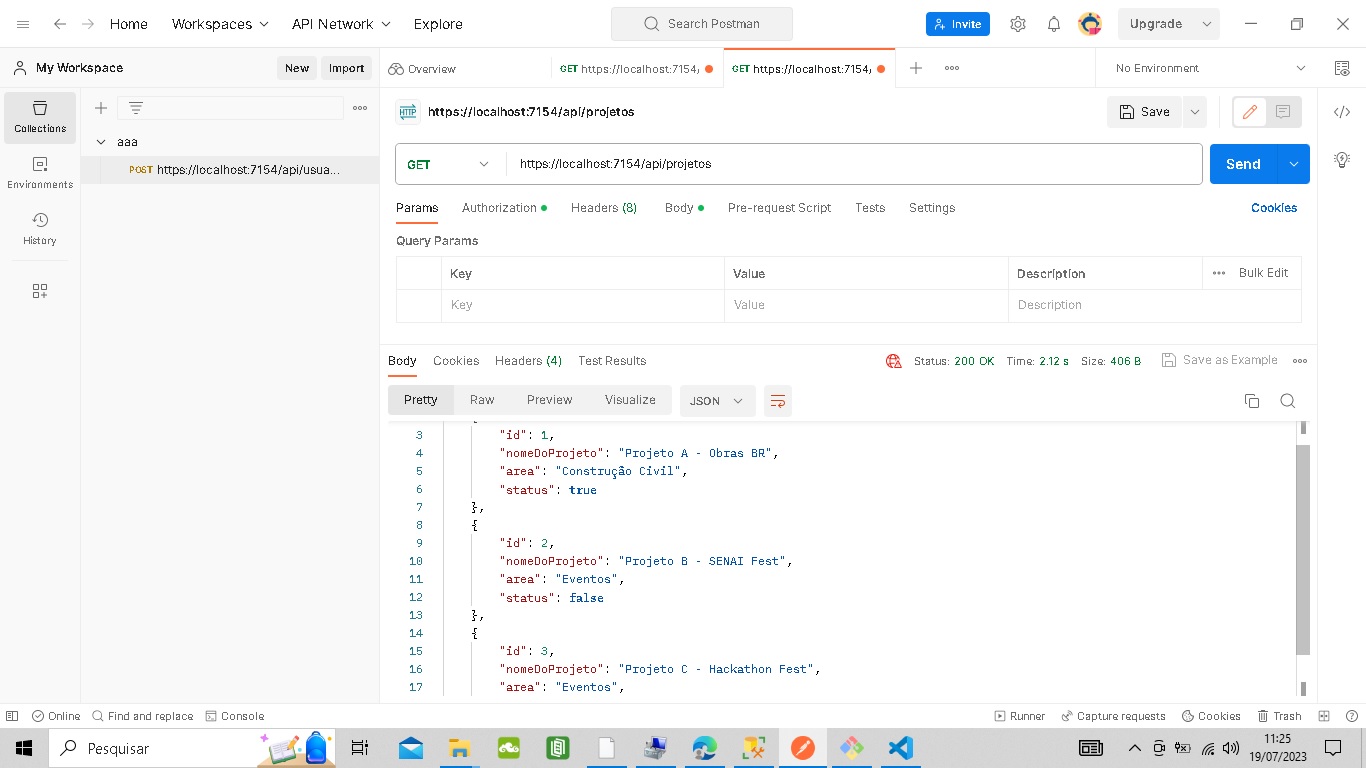 Home
Workspaces
API Network
Explore
Search Postman
Invite
Upgrade
My Workspace
New
Import
Overview
GET https://localhost:7154/
GET https://localhost:7154/
No Environment
Collections
Environments
History
aaa
POST https://localhost:7154/api/usua...
HTTP
https://localhost:7154/api/projetos
Save
GET
https://localhost:7154/api/projetos
Send
Params
Authorization
Headers (8)
Body
Pre-request Script
Tests
Settings
Cookies
Query Params
Key
Value
Description
Bulk Edit
Key
Value
Description
Body
Cookies
Headers (4)
Test Results
Status: 200 OK
Time: 2.12 s
Size: 406 B
Save as Example
Pretty
Raw
Preview
Visualize
JSON
3 "id": 1,
4 "nomeDoProjeto": "Projeto A - Obras BR",
5 "area": "Construção Civil",
6 "status": true
7 },
8 {
9 "id": 2,
10 "nomeDoProjeto": "Projeto B - SENAI Fest",
11 "area": "Eventos",
12 "status": false
13 },
14 {
15 "id": 3,
16 "nomeDoProjeto": "Projeto C - Hackathon Fest",
17 "area": "Eventos",
Online
Find and replace
Console
Runner
Capture requests
Cookies
Trash
Pesquisar
11:25
19/07/2023